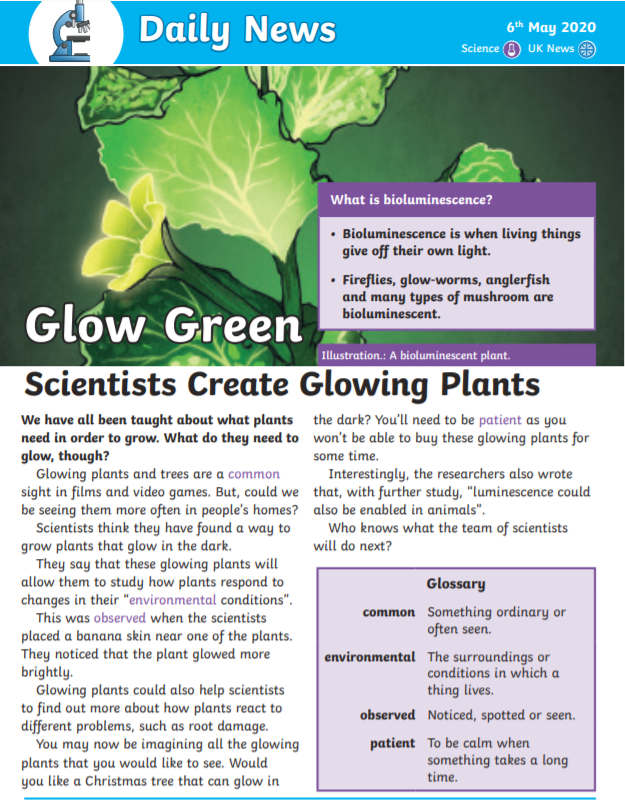 Daily News
6th May 2020
Science UK News
What is bioluminescence?
• Bioluminescence is when living things
give off their own light.
• Fireflies, glow-worms, anglerfish
and many types of mushroom are
bioluminescent.
Glow Green
Illustration.: A bioluminescent plant.
Scientists Create Glowing Plants
We have all been taught about what plants
need in order to grow. What do they need to
glow, though?
Glowing plants and trees are a common
sight in films and video games. But, could we
be seeing them more often in people's homes?
Scientists think they have found a way to
grow plants that glow in the dark.
They say that these glowing plants will
allow them to study how plants respond to
changes in their “environmental conditions”.
This was observed when the scientists
placed a banana skin near one of the plants.
They noticed that the plant glowed more
brightly.
Glowing plants could also help scientists
to find out more about how plants react to
different problems, such as root damage.
You may now be imagining all the glowing
plants that you would like to see. Would
you like a Christmas tree that can glow in
the dark? You'll need to be patient as you
won't be able to buy these glowing plants for
some time.
Interestingly, the researchers also wrote
that, with further study, “luminescence could
also be enabled in animals”.
Who knows what the team of scientists
will do next?
Glossary
common Something ordinary or
often seen.
environmental The surroundings or
conditions in which a
thing lives.
observed Noticed, spotted or seen.
patient To be calm when
something takes a long
time.